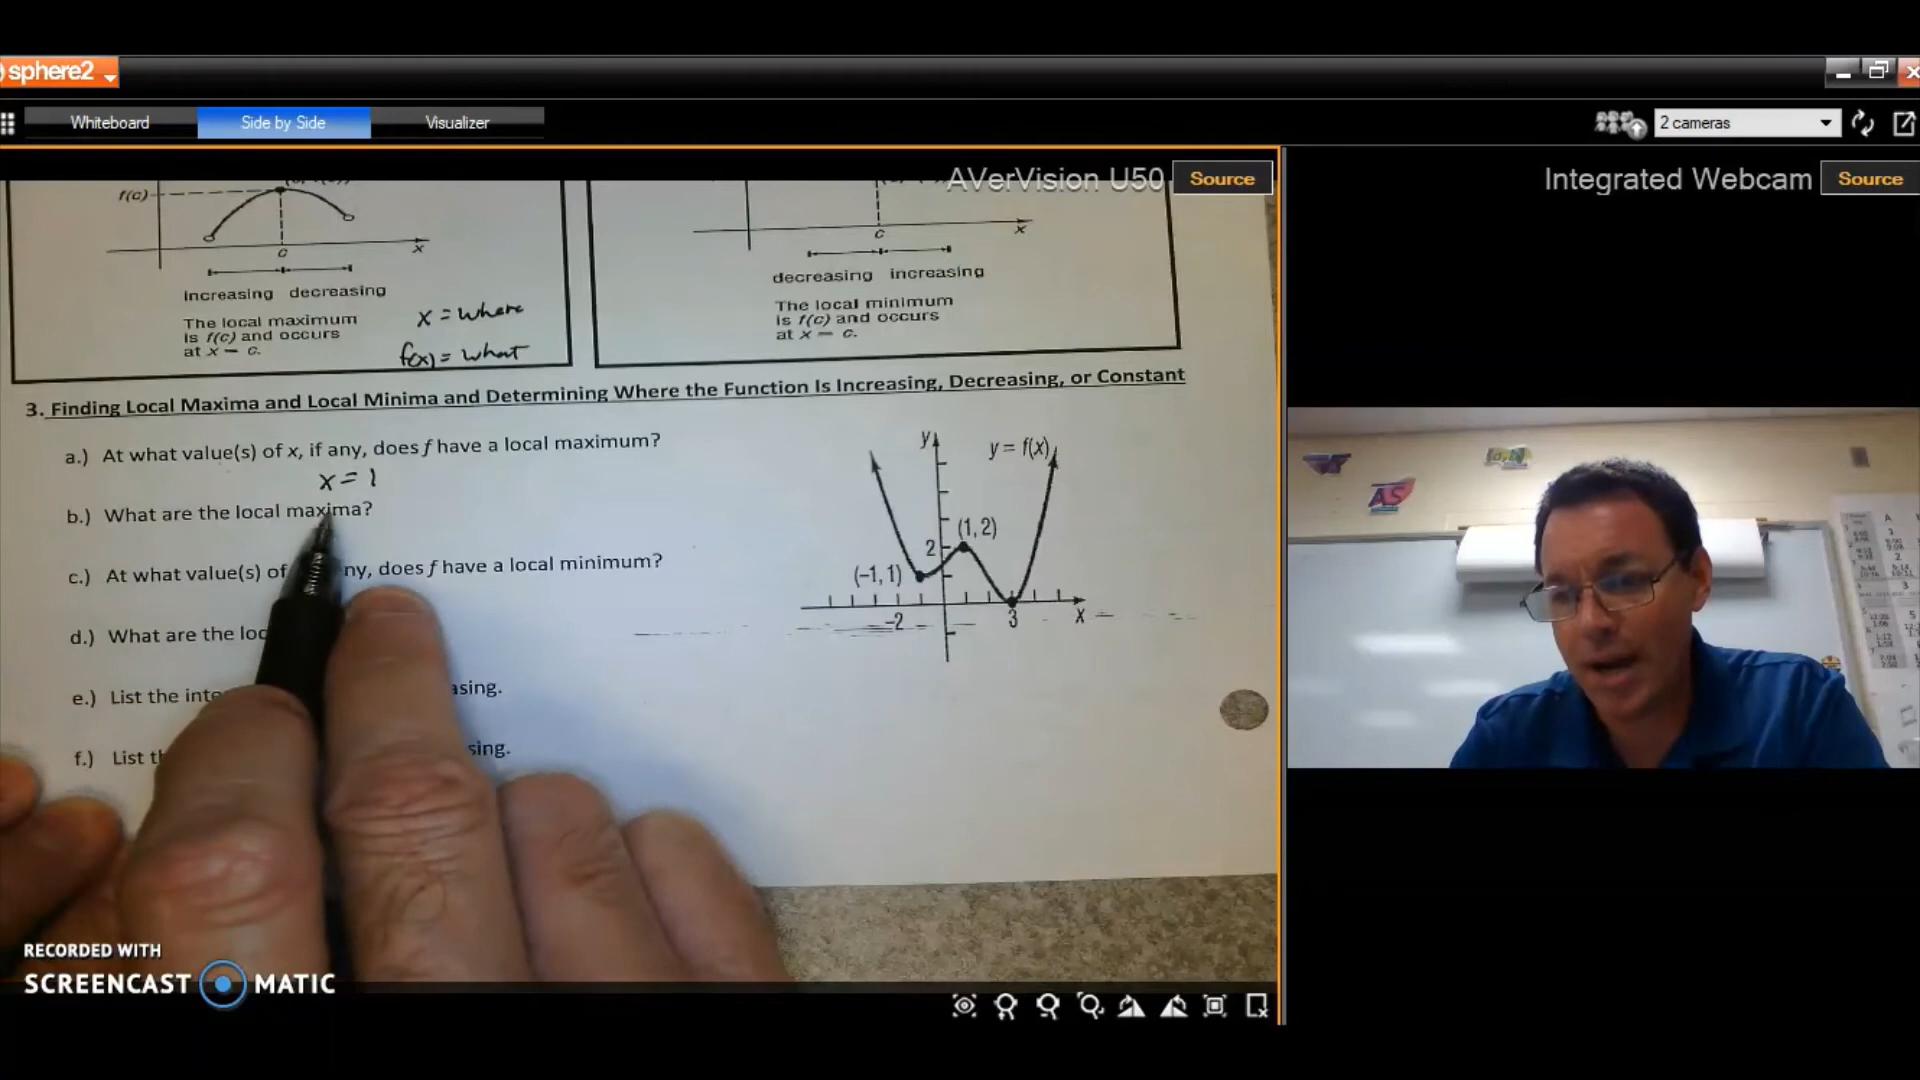 sphere2
Whiteboard
Side by Side
Visualizer
2 cameras
AVerVision U50
Source
Integrated Webcam
Source
f(c)
c
x
increasing decreasing
The local maximum
is f(c) and occurs
at x = c.
x = where
f(x) = what
c
x
decreasing increasing
The local minimum
is f(c) and occurs
at x = c.
3. Finding Local Maxima and Local Minima and Determining Where the Function Is Increasing, Decreasing, or Constant
a.) At what value(s) of x, if any, does f have a local maximum?
x = 1
b.) What are the local maxima?
c.) At what value(s) of ny, does f have a local minimum?
d.) What are the loc
e.) List the inte asing.
f.) List th sing.
y
y = f(x)
(1, 2)
2
(−1, 1)
−2
3
x
AS
RECORDED WITH
SCREENCAST MATIC